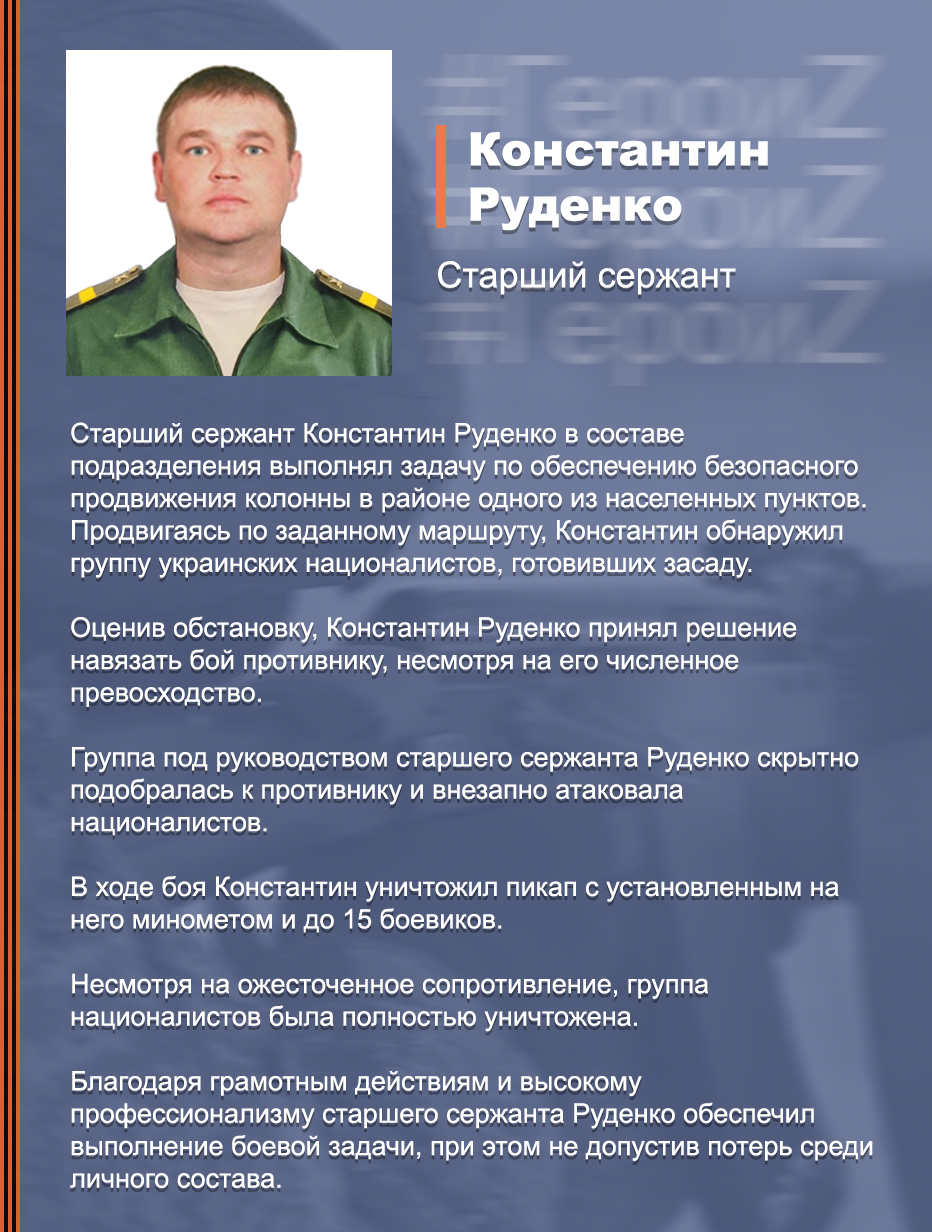 #ГероиZ
Константин
#ГероиZ
Руденко
Старший сержант
#ГероиZ
Старший сержант Константин Руденко в составе
подразделения выполнял задачу по обеспечению безопасного
продвижения колонны в районе одного из населенных пунктов.
Продвигаясь по заданному маршруту, Константин обнаружил
группу украинских националистов, готовивших засаду.
Оценив обстановку, Константин Руденко принял решение
навязать бой противнику, несмотря на его численное
превосходство.
Группа под руководством старшего сержанта Руденко скрытно
подобралась к противнику и внезапно атаковала
националистов.
В ходе боя Константин уничтожил пикап с установленным на
него минометом и до 15 боевиков.
Несмотря на ожесточенное сопротивление, группа
националистов была полностью уничтожена.
Благодаря грамотным действиям и высокому
профессионализму старшего сержанта Руденко обеспечил
выполнение боевой задачи, при этом не допустив потерь среди
личного состава.